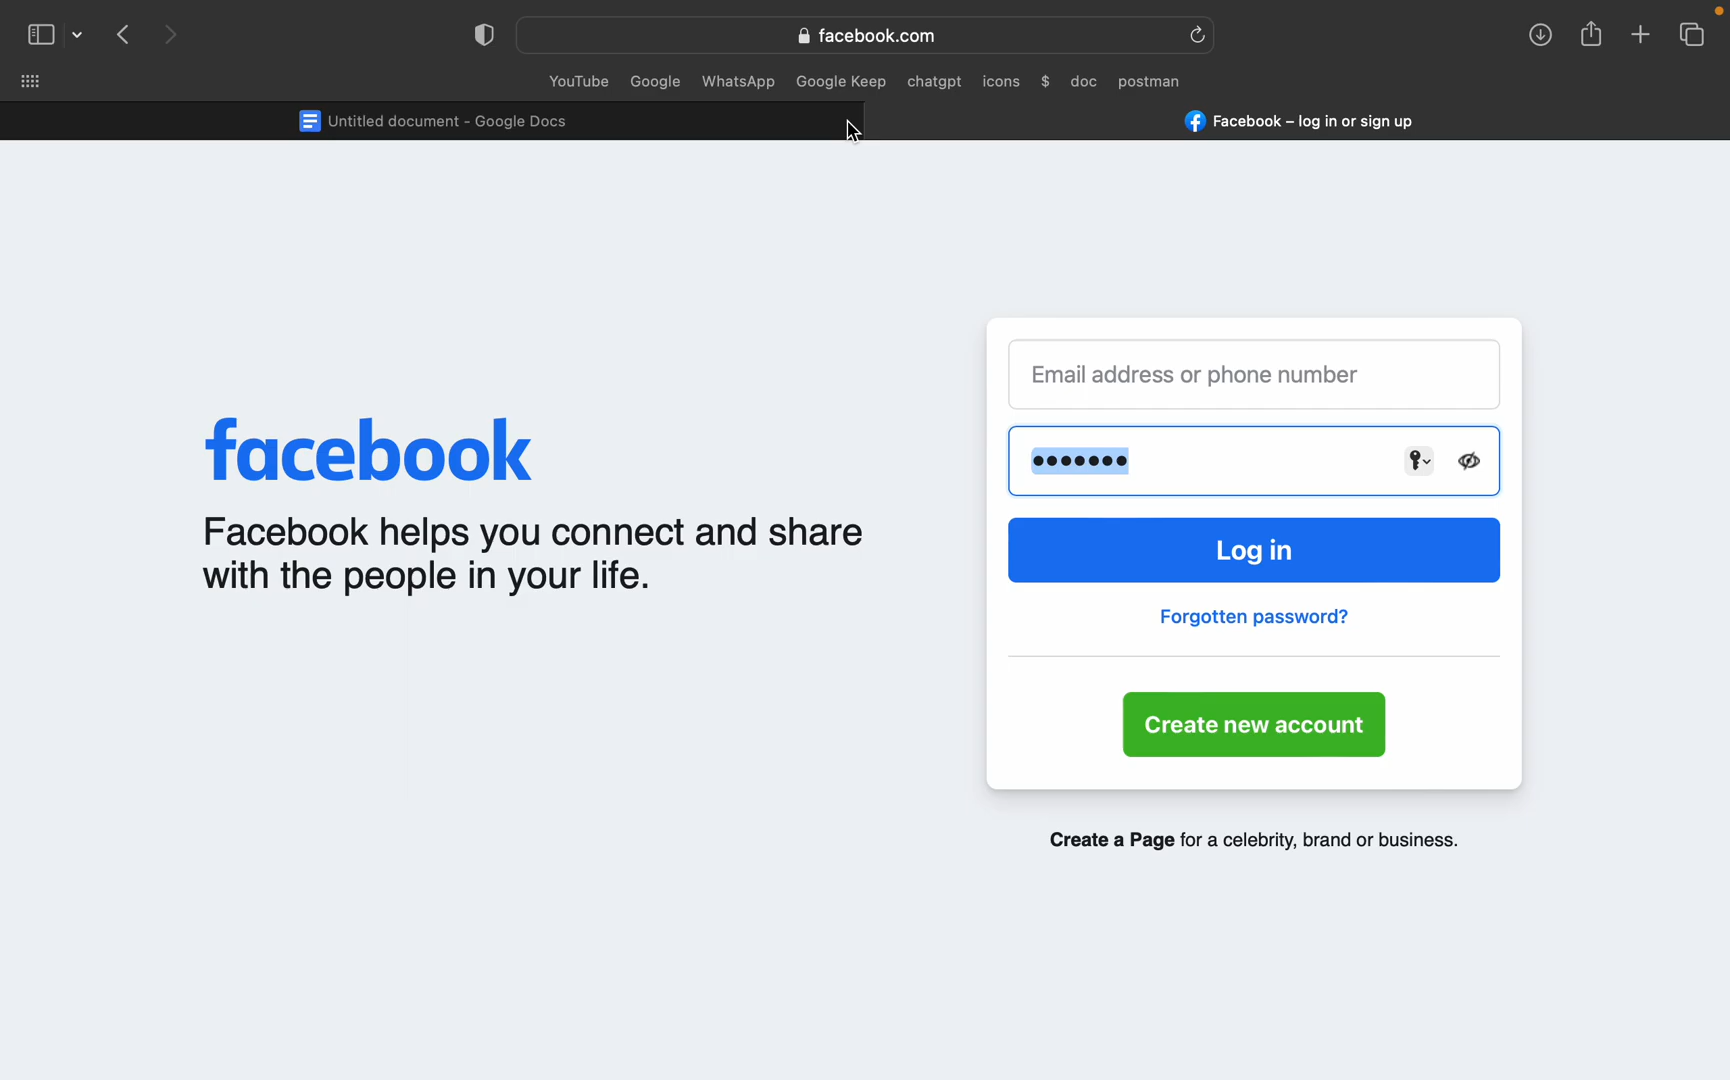 facebook.com
YouTube Google WhatsApp Google Keep chatgpt icons $ doc postman
Untitled document - Google Docs
Facebook – log in or sign up
facebook
Facebook helps you connect and share
with the people in your life.
Email address or phone number
•••••••
Log in
Forgotten password?
Create new account
Create a Page for a celebrity, brand or business.